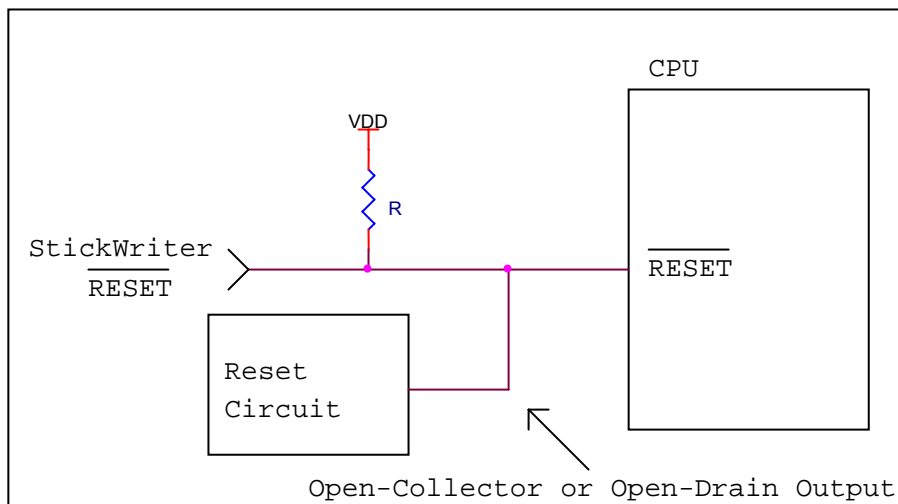 CPU
VDD
R
StickWriter
RESET
RESET
Reset
Circuit
Open-Collector or Open-Drain Output